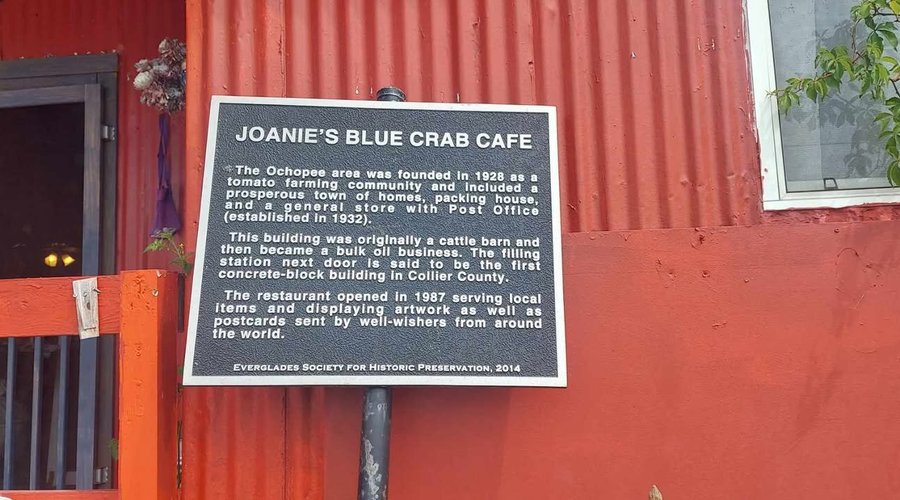 JOANIE'S BLUE CRAB CAFE
The Ochopee area was founded in 1928 as a
tomato farming community and included a
prosperous town of homes, packing house,
and a general store with Post Office
(established in 1932).
This building was originally a cattle barn and
then became a bulk oil business. The filling
station next door is said to be the first
concrete-block building in Collier County.
The restaurant opened in 1987 serving local
items and displaying artwork as well as
postcards sent by well-wishers from around
the world.
EVERGLADES SOCIETY FOR HISTORIC PRESERVATION, 2014